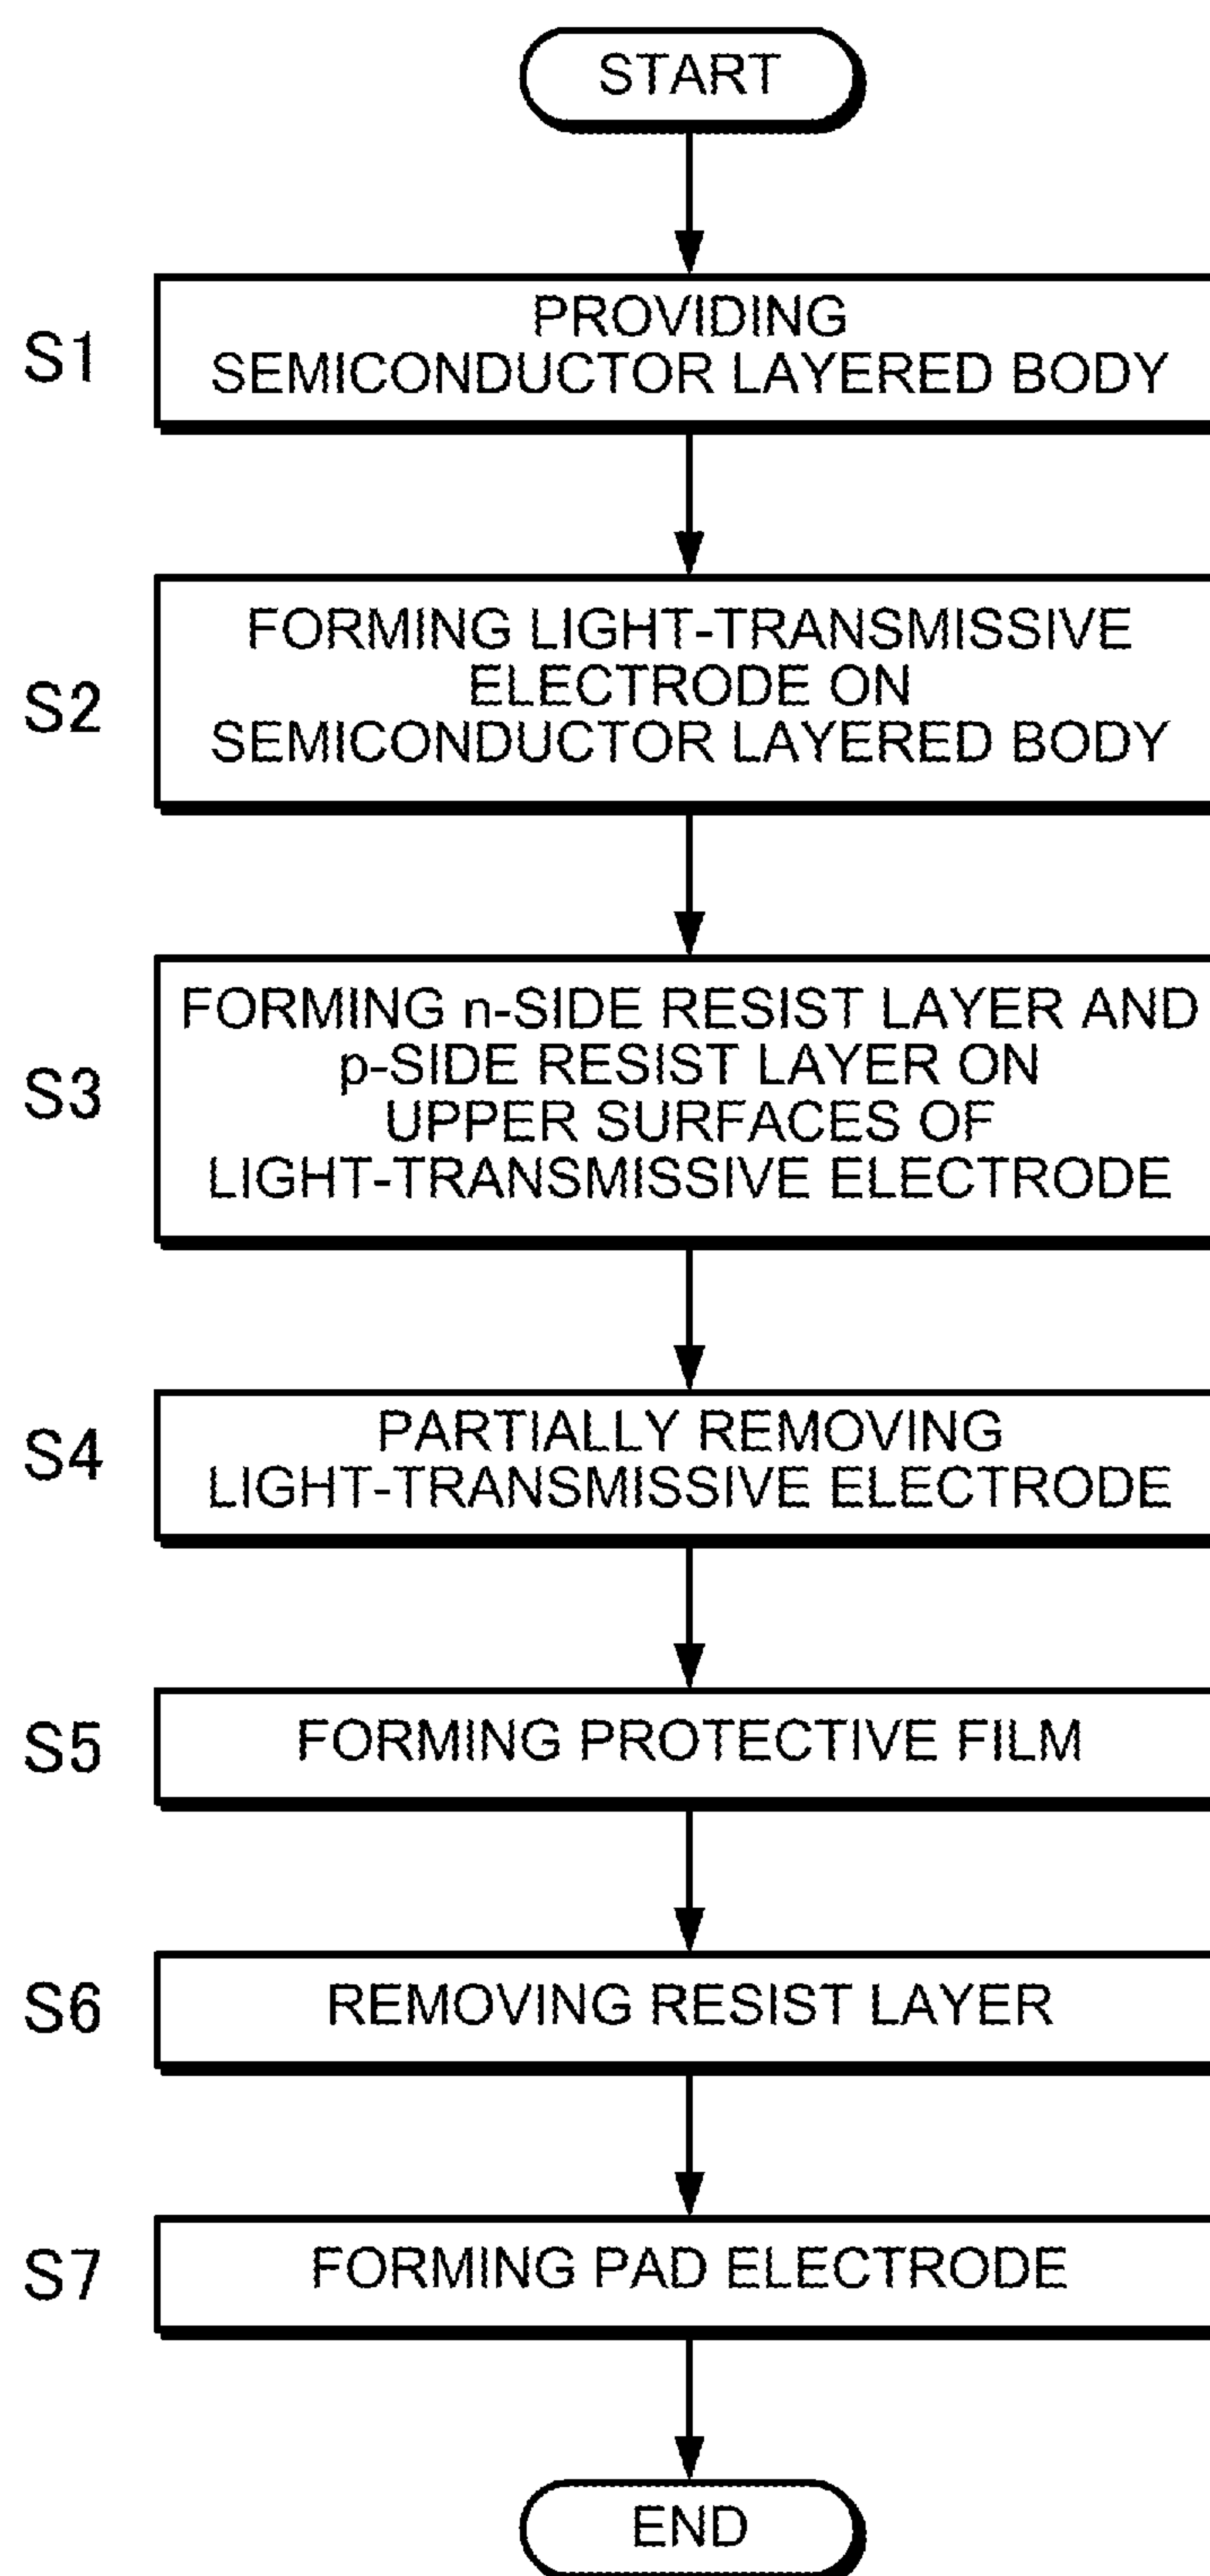 START
S1
PROVIDING
SEMICONDUCTOR LAYERED BODY
S2
FORMING LIGHT-TRANSMISSIVE
ELECTRODE ON
SEMICONDUCTOR LAYERED BODY
S3
FORMING n-SIDE RESIST LAYER AND
p-SIDE RESIST LAYER ON
UPPER SURFACES OF
LIGHT-TRANSMISSIVE ELECTRODE
S4
PARTIALLY REMOVING
LIGHT-TRANSMISSIVE ELECTRODE
S5
FORMING PROTECTIVE FILM
S6
REMOVING RESIST LAYER
S7
FORMING PAD ELECTRODE
END